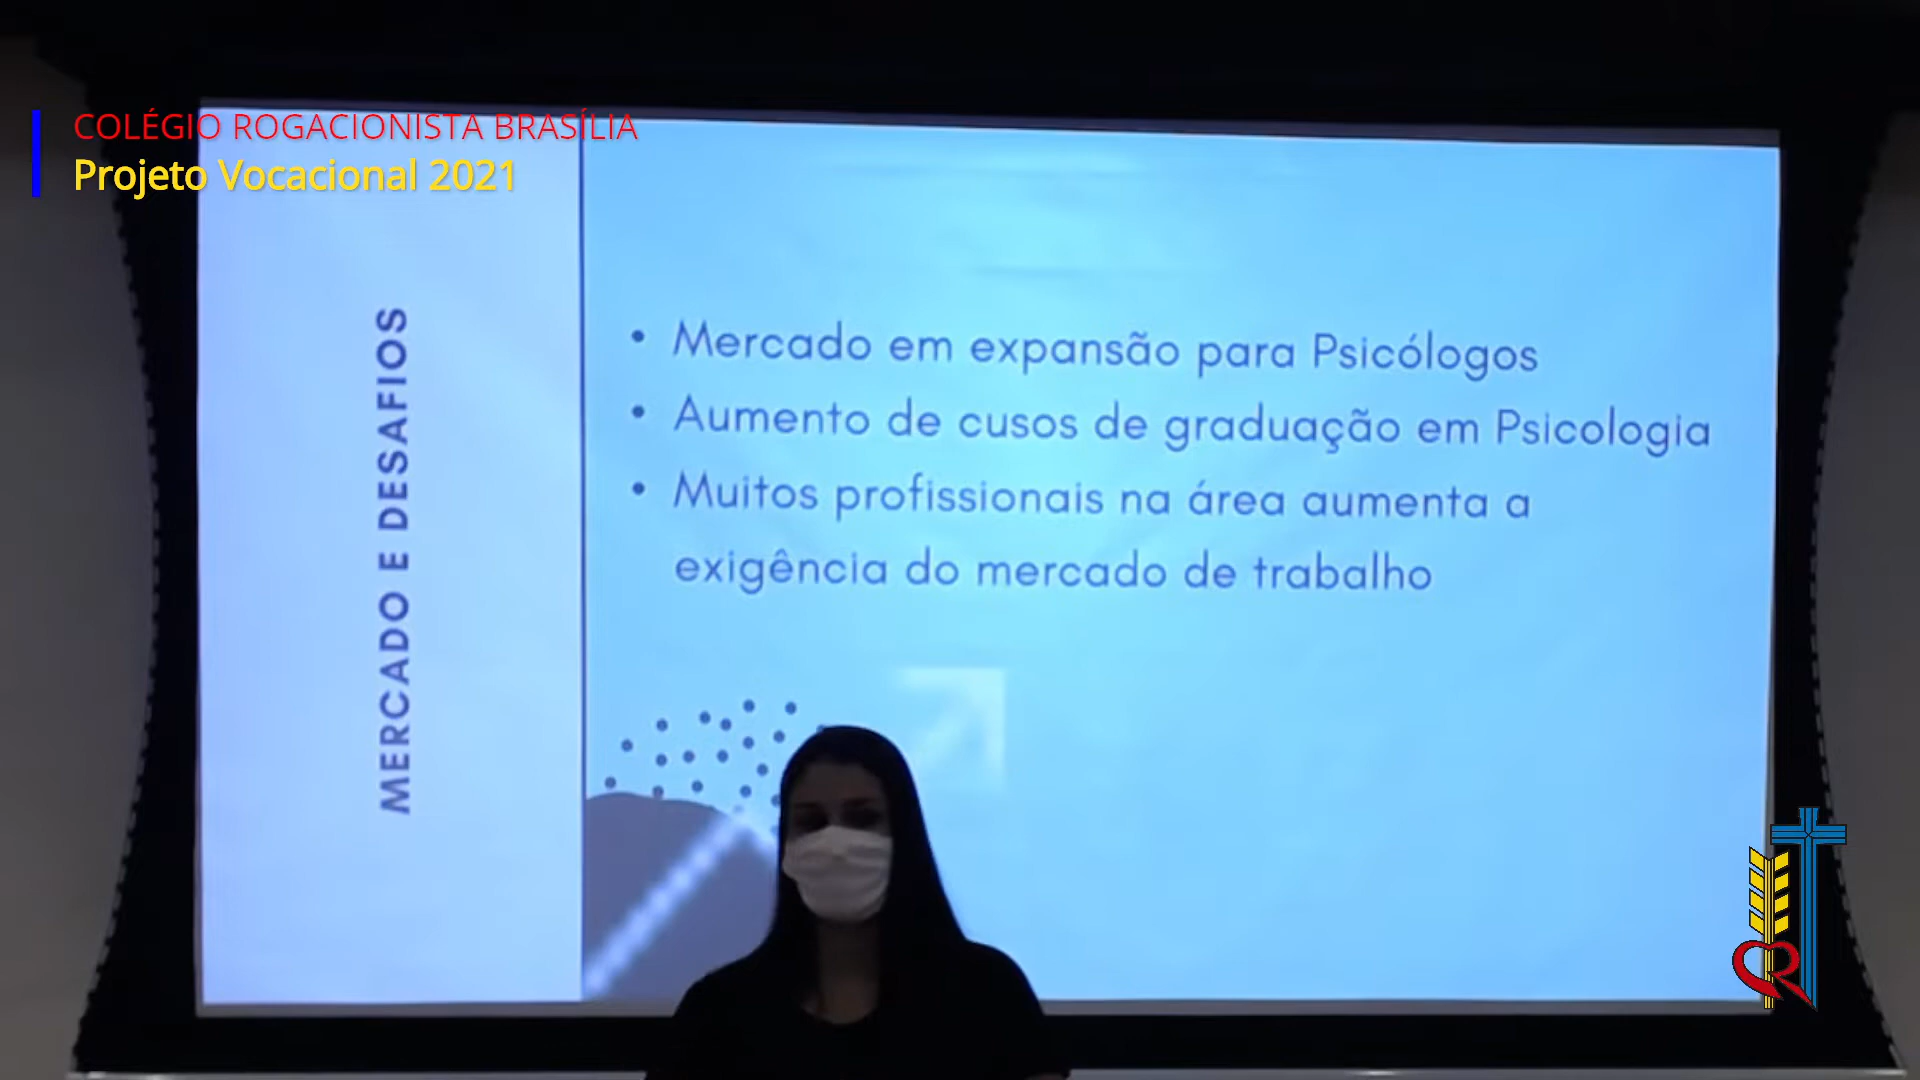 COLÉGIO ROGACIONISTA BRASÍLIA
Projeto Vocacional 2021
MERCADO E DESAFIOS
• Mercado em expansão para Psicólogos
• Aumento de cusos de graduação em Psicologia
• Muitos profissionais na área aumenta a
exigência do mercado de trabalho